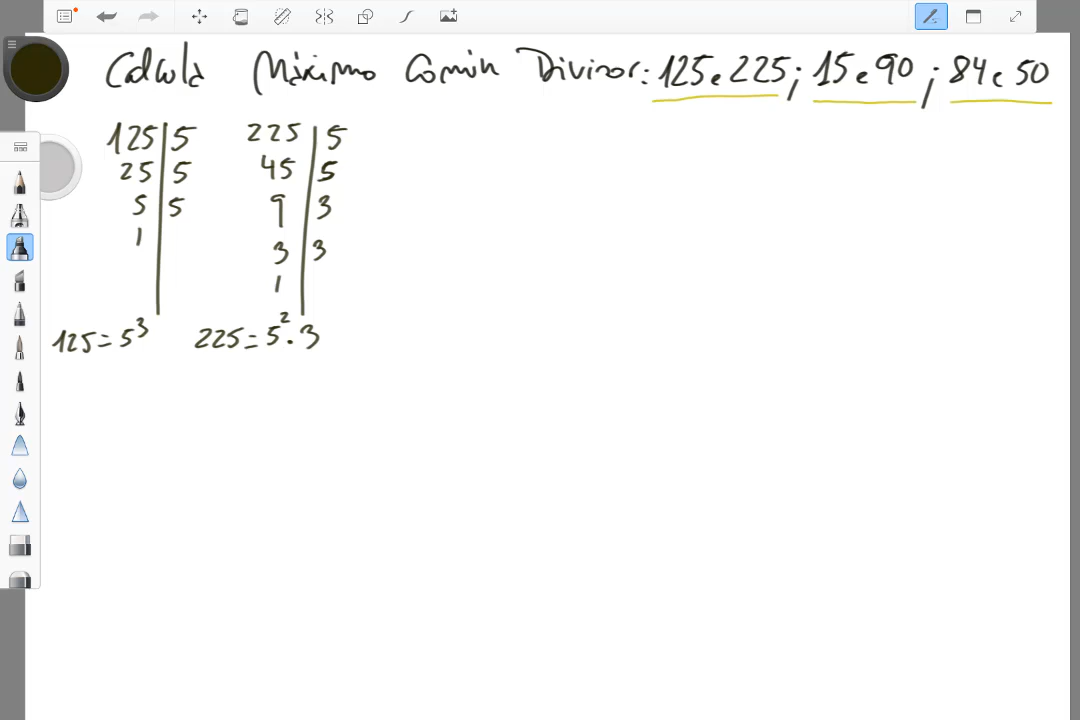 Calcula Máximo Común Divisor: 125 e 225; 15 e 90; 84 e 50
125 | 5 225 | 5
25 | 5 45 | 5
5 | 5 9 | 3
1 3 | 3
1
125 = 5³ 225 = 5² · 3